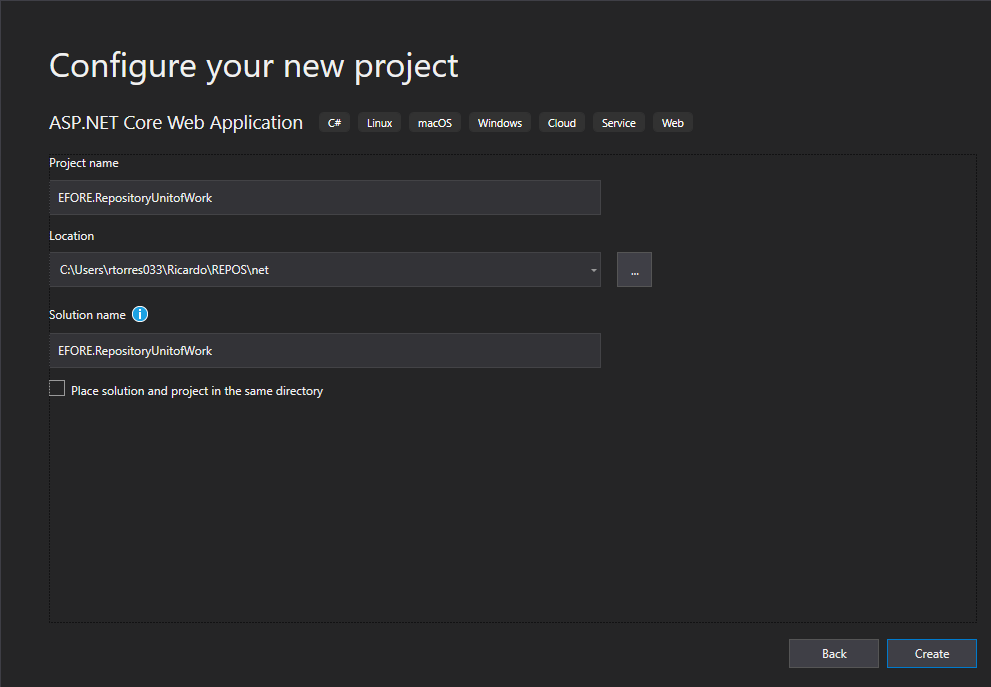 Configure your new project
ASP.NET Core Web Application C# Linux macOS Windows Cloud Service Web
Project name
EFORE.RepositoryUnitofWork
Location
C:\Users\rtorres033\Ricardo\REPOS\net
...
Solution name
EFORE.RepositoryUnitofWork
Place solution and project in the same directory
Back Create